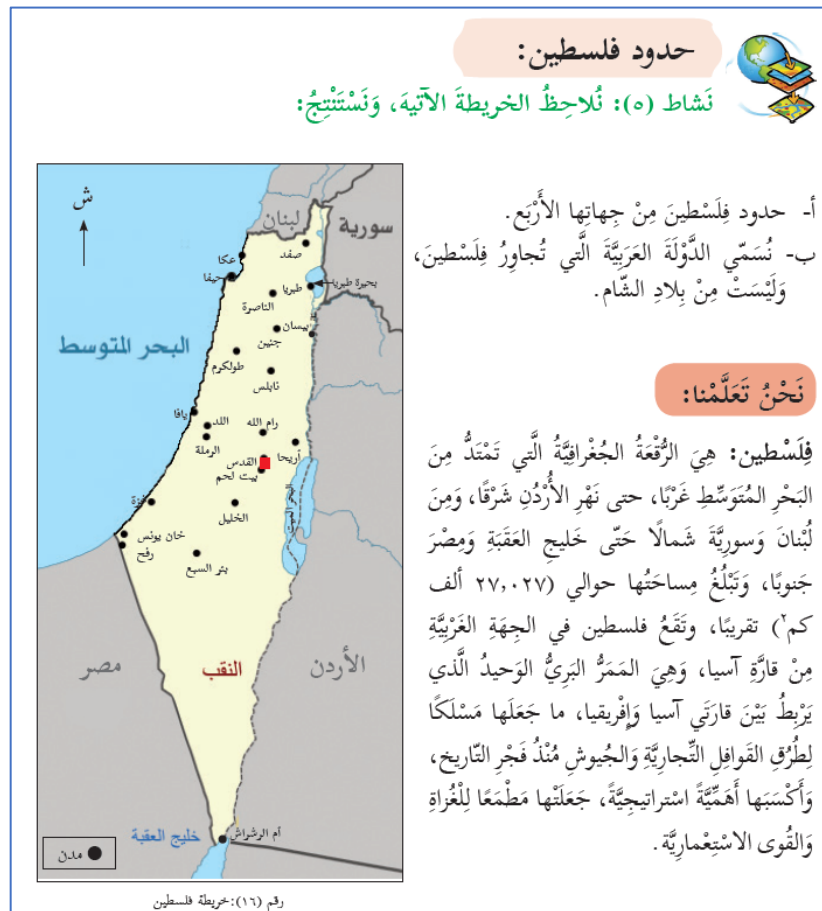 حدود فلسطين:
نَشاط (٥): نُلاحِظُ الخريطةَ الآتيهَ، وَنَسْتَنْتِجُ:
أ- حدود فِلَسْطينَ مِنْ جِهاتِها الأَرْبَع.
ب- نُسَمّي الدَّوْلَةَ العَرَبِيَّةَ الَّتي تُجاوِرُ فِلَسْطينَ،
وَلَيْسَتْ مِنْ بِلادِ الشّام.
نَحْنُ تَعَلَّمْنا:
فِلَسْطين: هِيَ الرُّقْعَةُ الجُغْرافِيَّةُ الَّتي تَمْتَدُّ مِنَ
البَحْرِ المُتَوَسِّطِ غَرْبًا، حتى نَهْرِ الأُرْدُنِ شَرْقًا، وَمِنَ
لُبْنانَ وَسورِيَّةَ شَمالًا حَتّى خَليجِ العَقَبَةِ وَمِصْرَ
جَنوبًا، وَتَبْلُغُ مِساحَتُها حوالي (٢٧,٠٢٧ ألف
كم٢) تقريبًا، وتَقَعُ فلسطين في الجِهَةِ الغَرْبِيَّةِ
مِنْ قارَّةِ آسيا، وَهِيَ المَمَرُّ البَرِيُّ الوَحيدُ الَّذي
يَرْبِطُ بَيْنَ قارَتَي آسيا وَإفْريقيا، ما جَعَلَها مَسْلَكًا
لِطُرُقِ القَوافِلِ التِّجارِيَّةِ وَالجُيوشِ مُنْذُ فَجْرِ التّاريخ،
وَأَكْسَبَها أَهَمِّيَّةً اسْتراتيجِيَّةً، جَعَلَتْها مَطْمَعًا لِلْغُزاةِ
وَالقُوى الاسْتِعْمارِيَّة.
ش
لبنان
سورية
صفد
عكا
حيفا
بحيرة طبريا
طبريا
الناصرة
بيسان
جنين
البحر المتوسط
طولكرم
نابلس
يافا
اللد
رام الله
الرملة
أريحا
القدس
بيت لحم
البحر الميت
غزة
الخليل
خان يونس
رفح
بئر السبع
مصر
النقب
الأردن
أم الرشراش
خليج العقبة
مدن
رقم (١٦):خريطة فلسطين